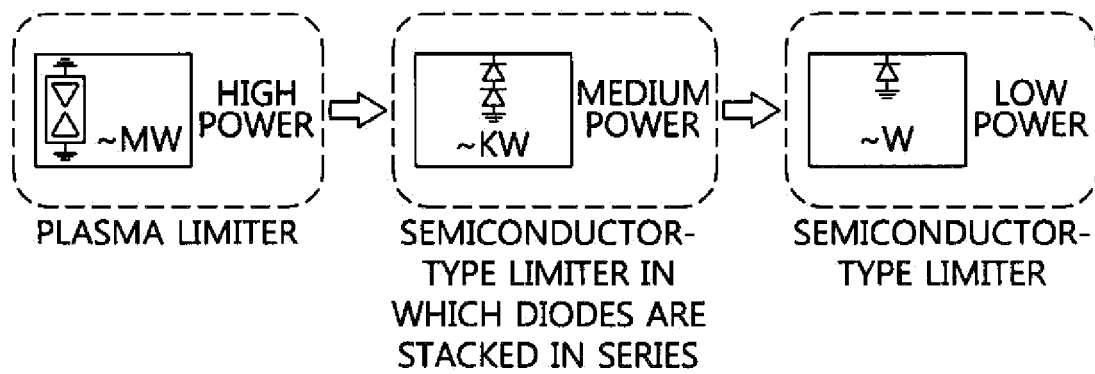 HIGH
POWER
~MW
PLASMA LIMITER
MEDIUM
POWER
~KW
SEMICONDUCTOR-
TYPE LIMITER IN
WHICH DIODES ARE
STACKED IN SERIES
LOW
POWER
~W
SEMICONDUCTOR-
TYPE LIMITER